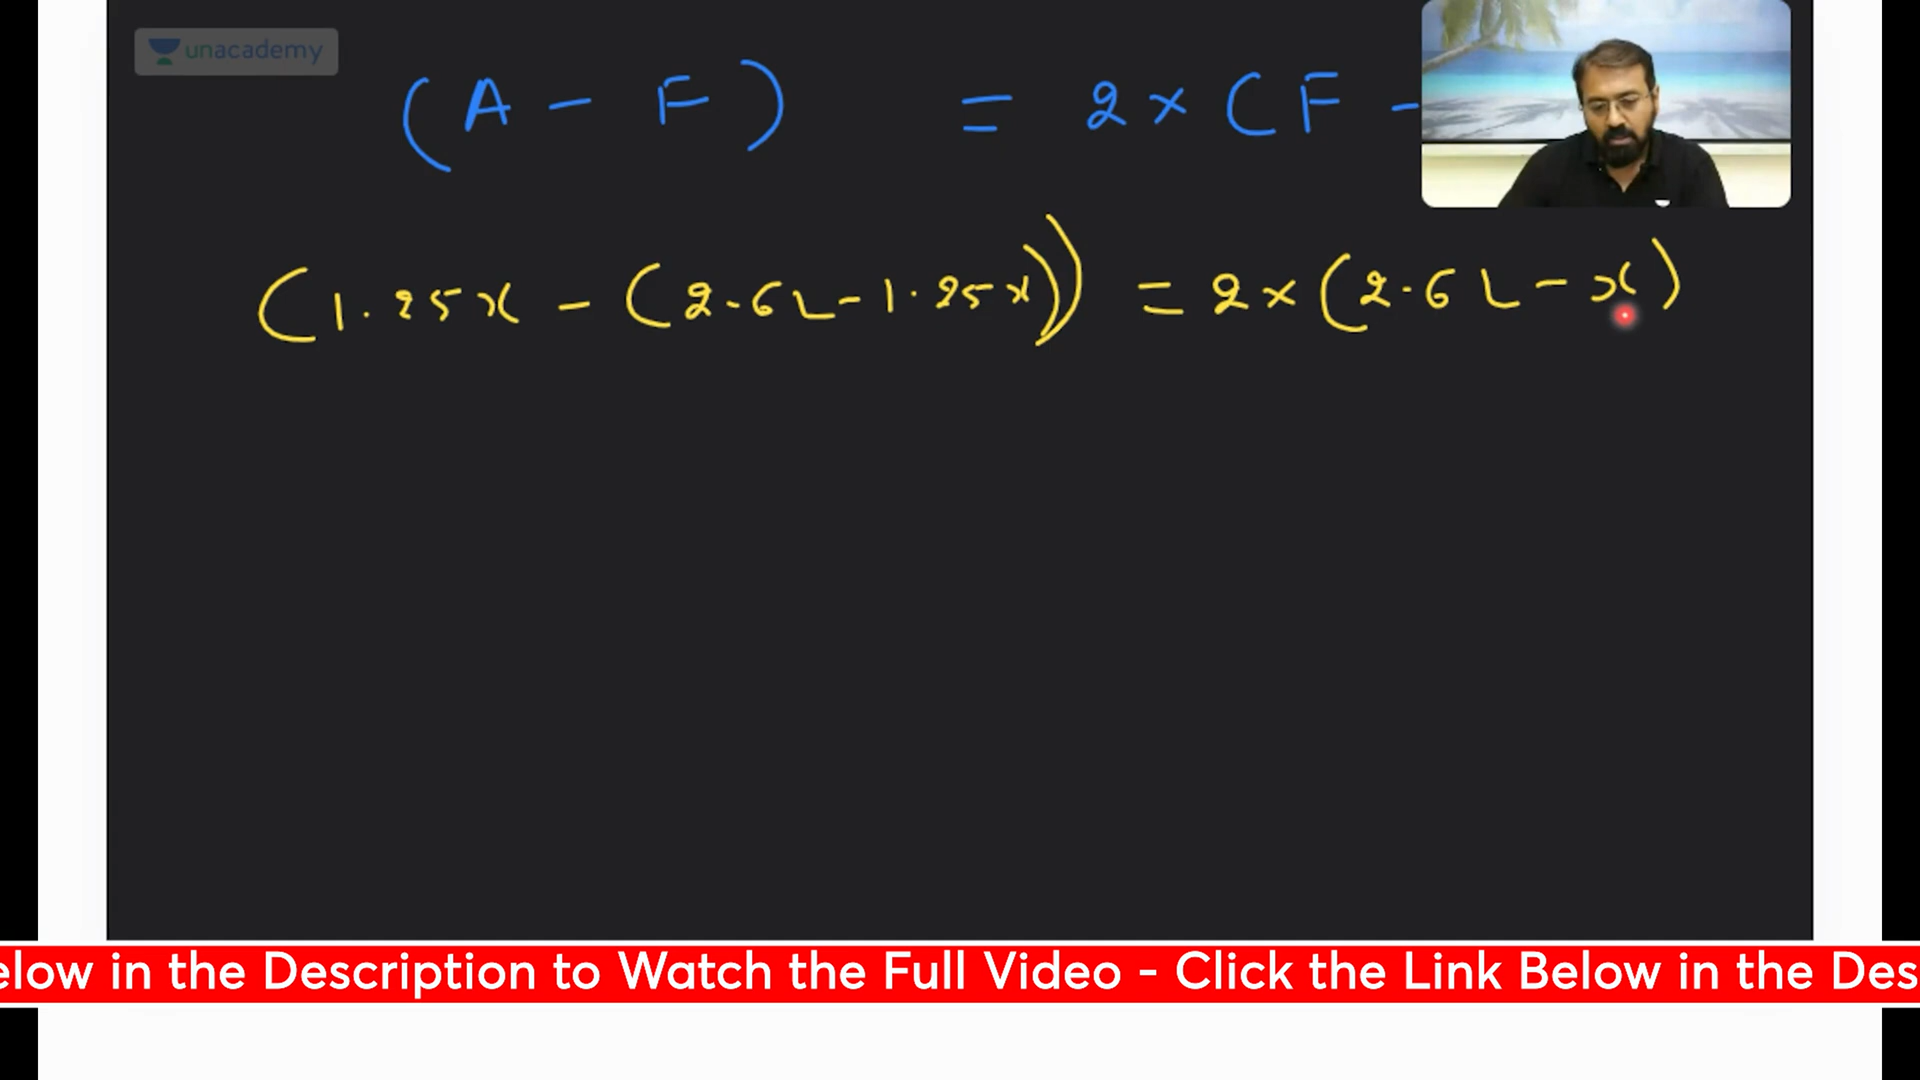 unacademy
(A - F) = 2 × (F -
(1.25x - (2.6L - 1.25x)) = 2 × (2.6L - x)
elow in the Description to Watch the Full Video - Click the Link Below in the Des